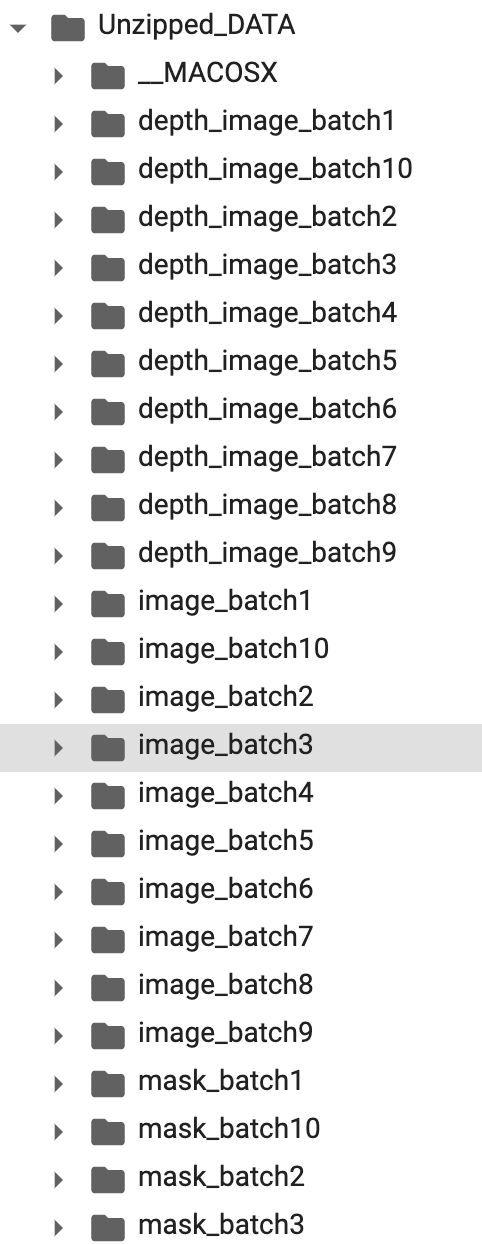 Unzipped_DATA
__MACOSX
depth_image_batch1
depth_image_batch10
depth_image_batch2
depth_image_batch3
depth_image_batch4
depth_image_batch5
depth_image_batch6
depth_image_batch7
depth_image_batch8
depth_image_batch9
image_batch1
image_batch10
image_batch2
image_batch3
image_batch4
image_batch5
image_batch6
image_batch7
image_batch8
image_batch9
mask_batch1
mask_batch10
mask_batch2
mask_batch3